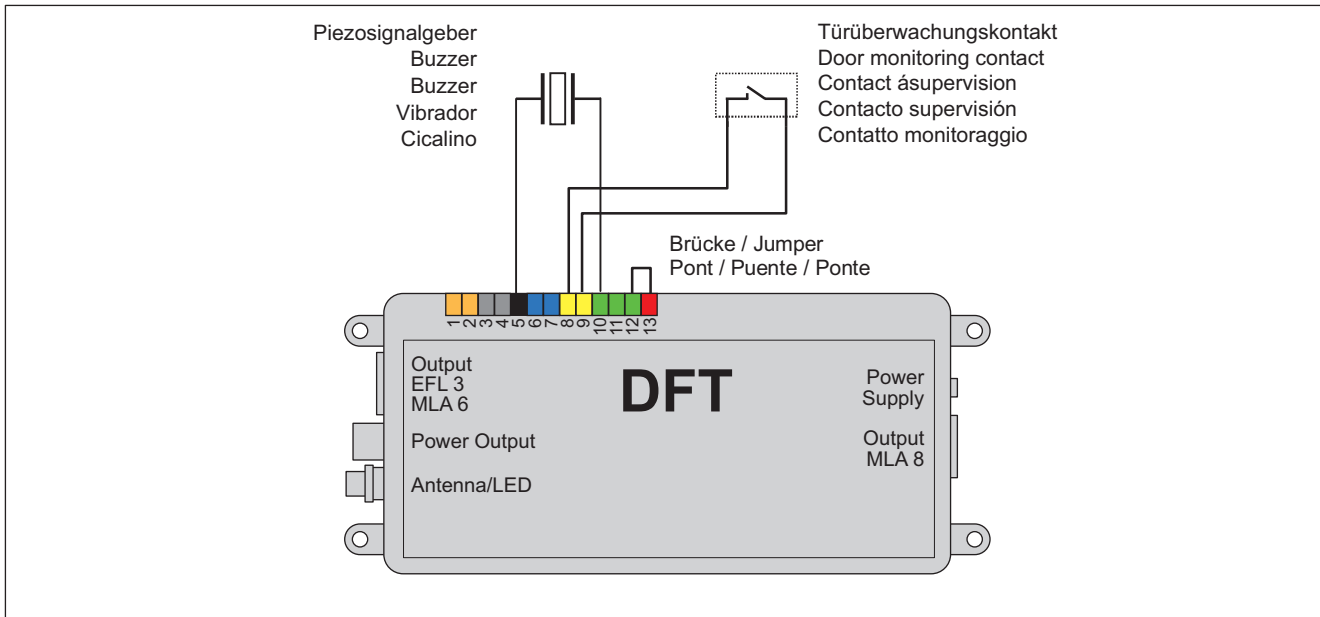 Piezosignalgeber
Buzzer
Buzzer
Vibrador
Cicalino
Türüberwachungskontakt
Door monitoring contact
Contact ásupervision
Contacto supervisión
Contatto monitoraggio
Brücke / Jumper
Pont / Puente / Ponte
1 2 3 4 5 6 7 8 9 10 11 12 13
Output
EFL 3
MLA 6
Power Output
Antenna/LED
DFT
Power
Supply
Output
MLA 8